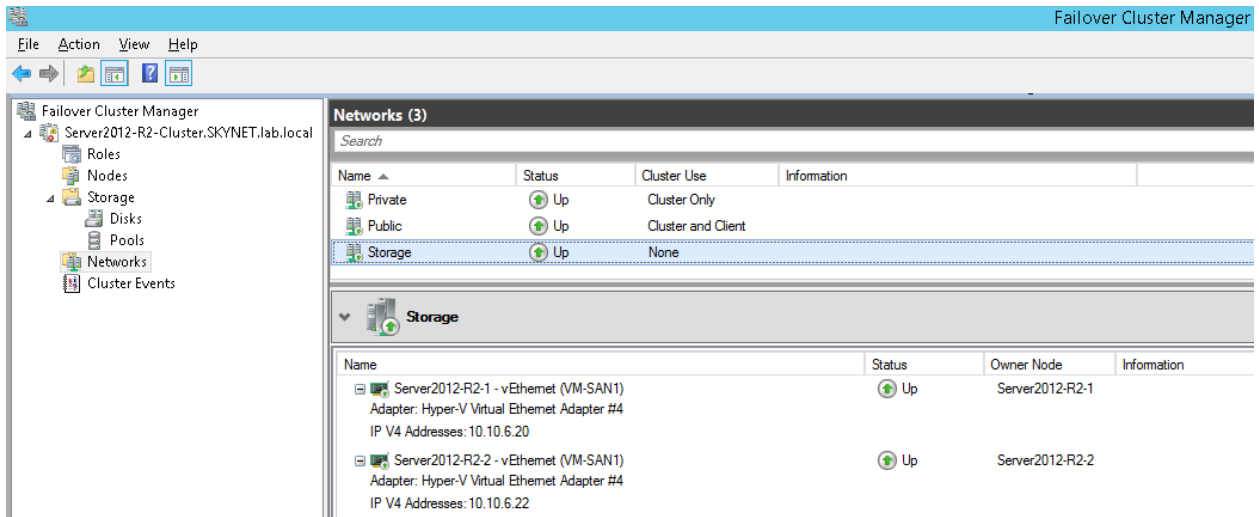 Failover Cluster Manager
File Action View Help
Failover Cluster Manager
Server2012-R2-Cluster.SKYNET.lab.local
Roles
Nodes
Storage
Disks
Pools
Networks
Cluster Events
Networks (3)
Search
Name Status Cluster Use Information
Private Up Cluster Only
Public Up Cluster and Client
Storage Up None
Storage
Name Status Owner Node Information
Server2012-R2-1 - vEthernet (VM-SAN1) Up Server2012-R2-1
Adapter: Hyper-V Virtual Ethernet Adapter #4
IP V4 Addresses: 10.10.6.20
Server2012-R2-2 - vEthernet (VM-SAN1) Up Server2012-R2-2
Adapter: Hyper-V Virtual Ethernet Adapter #4
IP V4 Addresses: 10.10.6.22